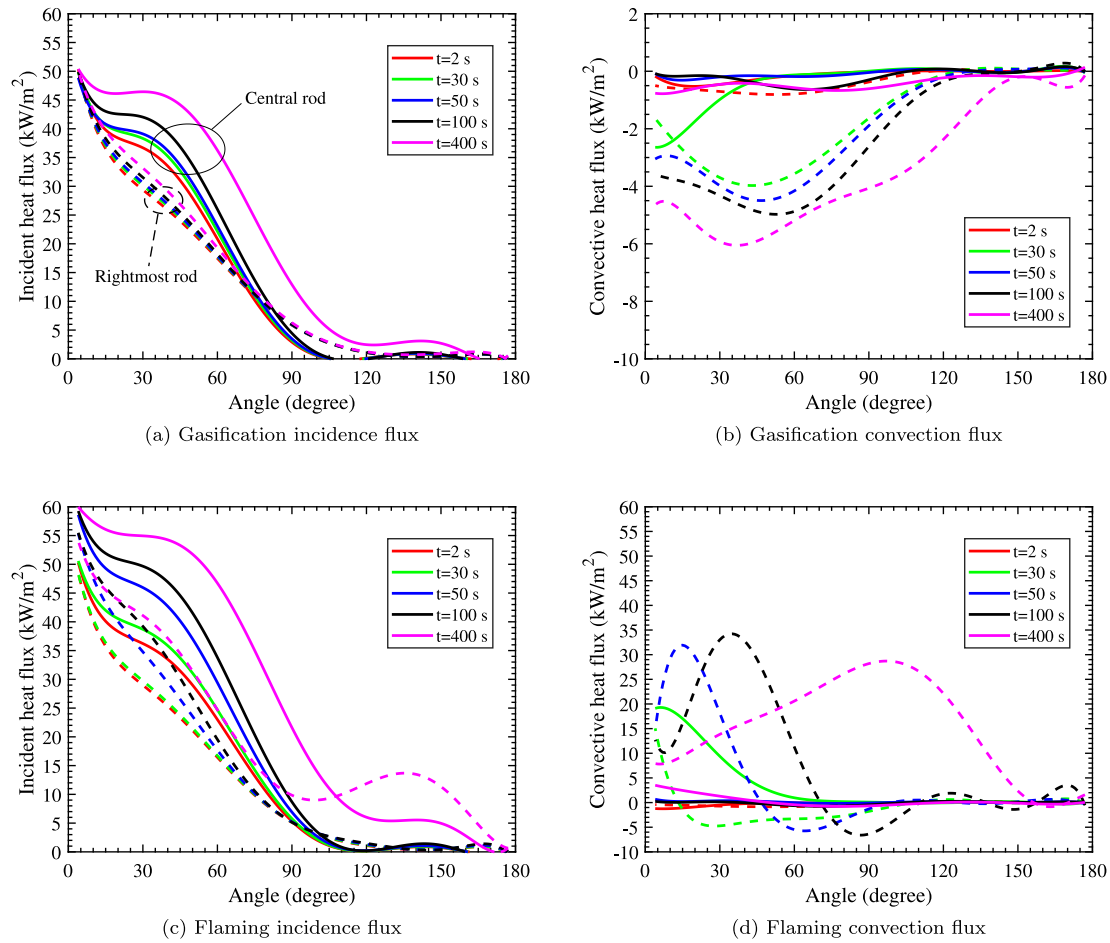 60
55
50
45
40
35
30
25
20
15
10
5
0
Incident heat flux (kW/m²)
t=2 s
t=30 s
t=50 s
t=100 s
t=400 s
Central rod
Rightmost rod
0 30 60 90 120 150 180
Angle (degree)
(a) Gasification incidence flux
2
0
-2
-4
-6
-8
-10
Convective heat flux (kW/m²)
t=2 s
t=30 s
t=50 s
t=100 s
t=400 s
0 30 60 90 120 150 180
Angle (degree)
(b) Gasification convection flux
60
55
50
45
40
35
30
25
20
15
10
5
0
Incident heat flux (kW/m²)
t=2 s
t=30 s
t=50 s
t=100 s
t=400 s
0 30 60 90 120 150 180
Angle (degree)
(c) Flaming incidence flux
60
55
50
45
40
35
30
25
20
15
10
5
0
-5
-10
Convective heat flux (kW/m²)
t=2 s
t=30 s
t=50 s
t=100 s
t=400 s
0 30 60 90 120 150 180
Angle (degree)
(d) Flaming convection flux